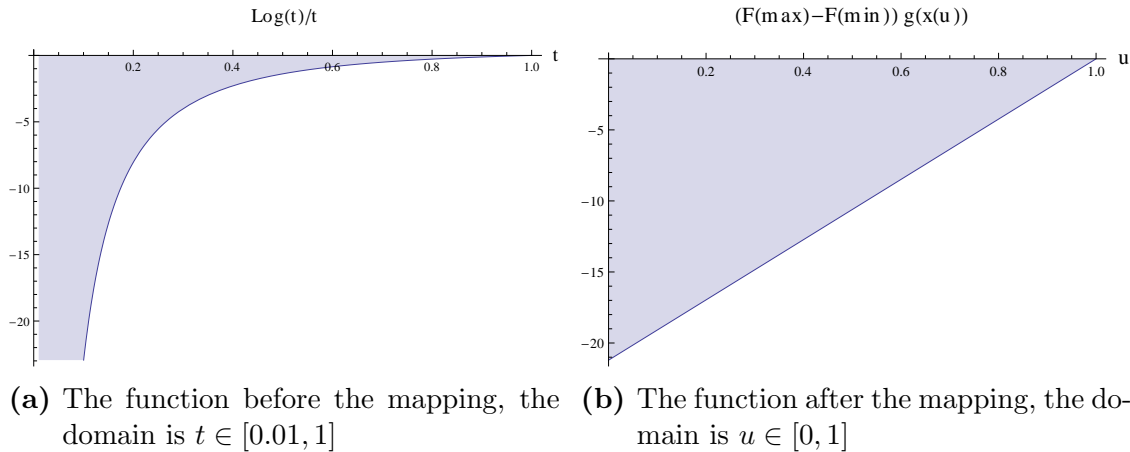 Log(t)/t
t
0.2 0.4 0.6 0.8 1.0
−5
−10
−15
−20
(a) The function before the mapping, the
domain is t ∈ [0.01, 1]
(F(max)−F(min)) g(x(u))
u
0.2 0.4 0.6 0.8 1.0
−5
−10
−15
−20
(b) The function after the mapping, the do-
main is u ∈ [0, 1]